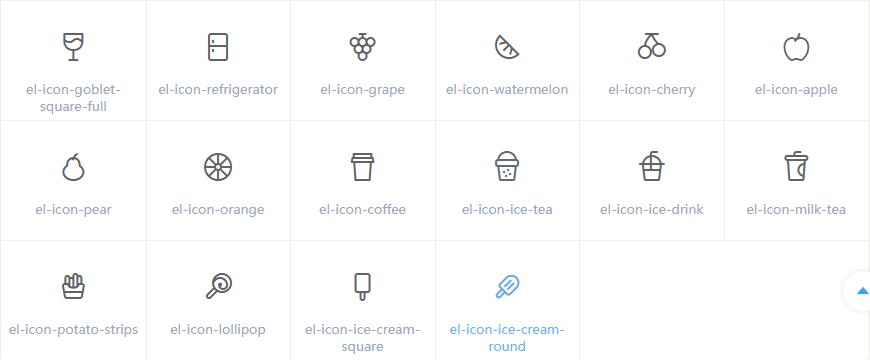 el-icon-goblet-
square-full
el-icon-refrigerator
el-icon-grape
el-icon-watermelon
el-icon-cherry
el-icon-apple
el-icon-pear
el-icon-orange
el-icon-coffee
el-icon-ice-tea
el-icon-ice-drink
el-icon-milk-tea
el-icon-potato-strips
el-icon-lollipop
el-icon-ice-cream-
square
el-icon-ice-cream-
round